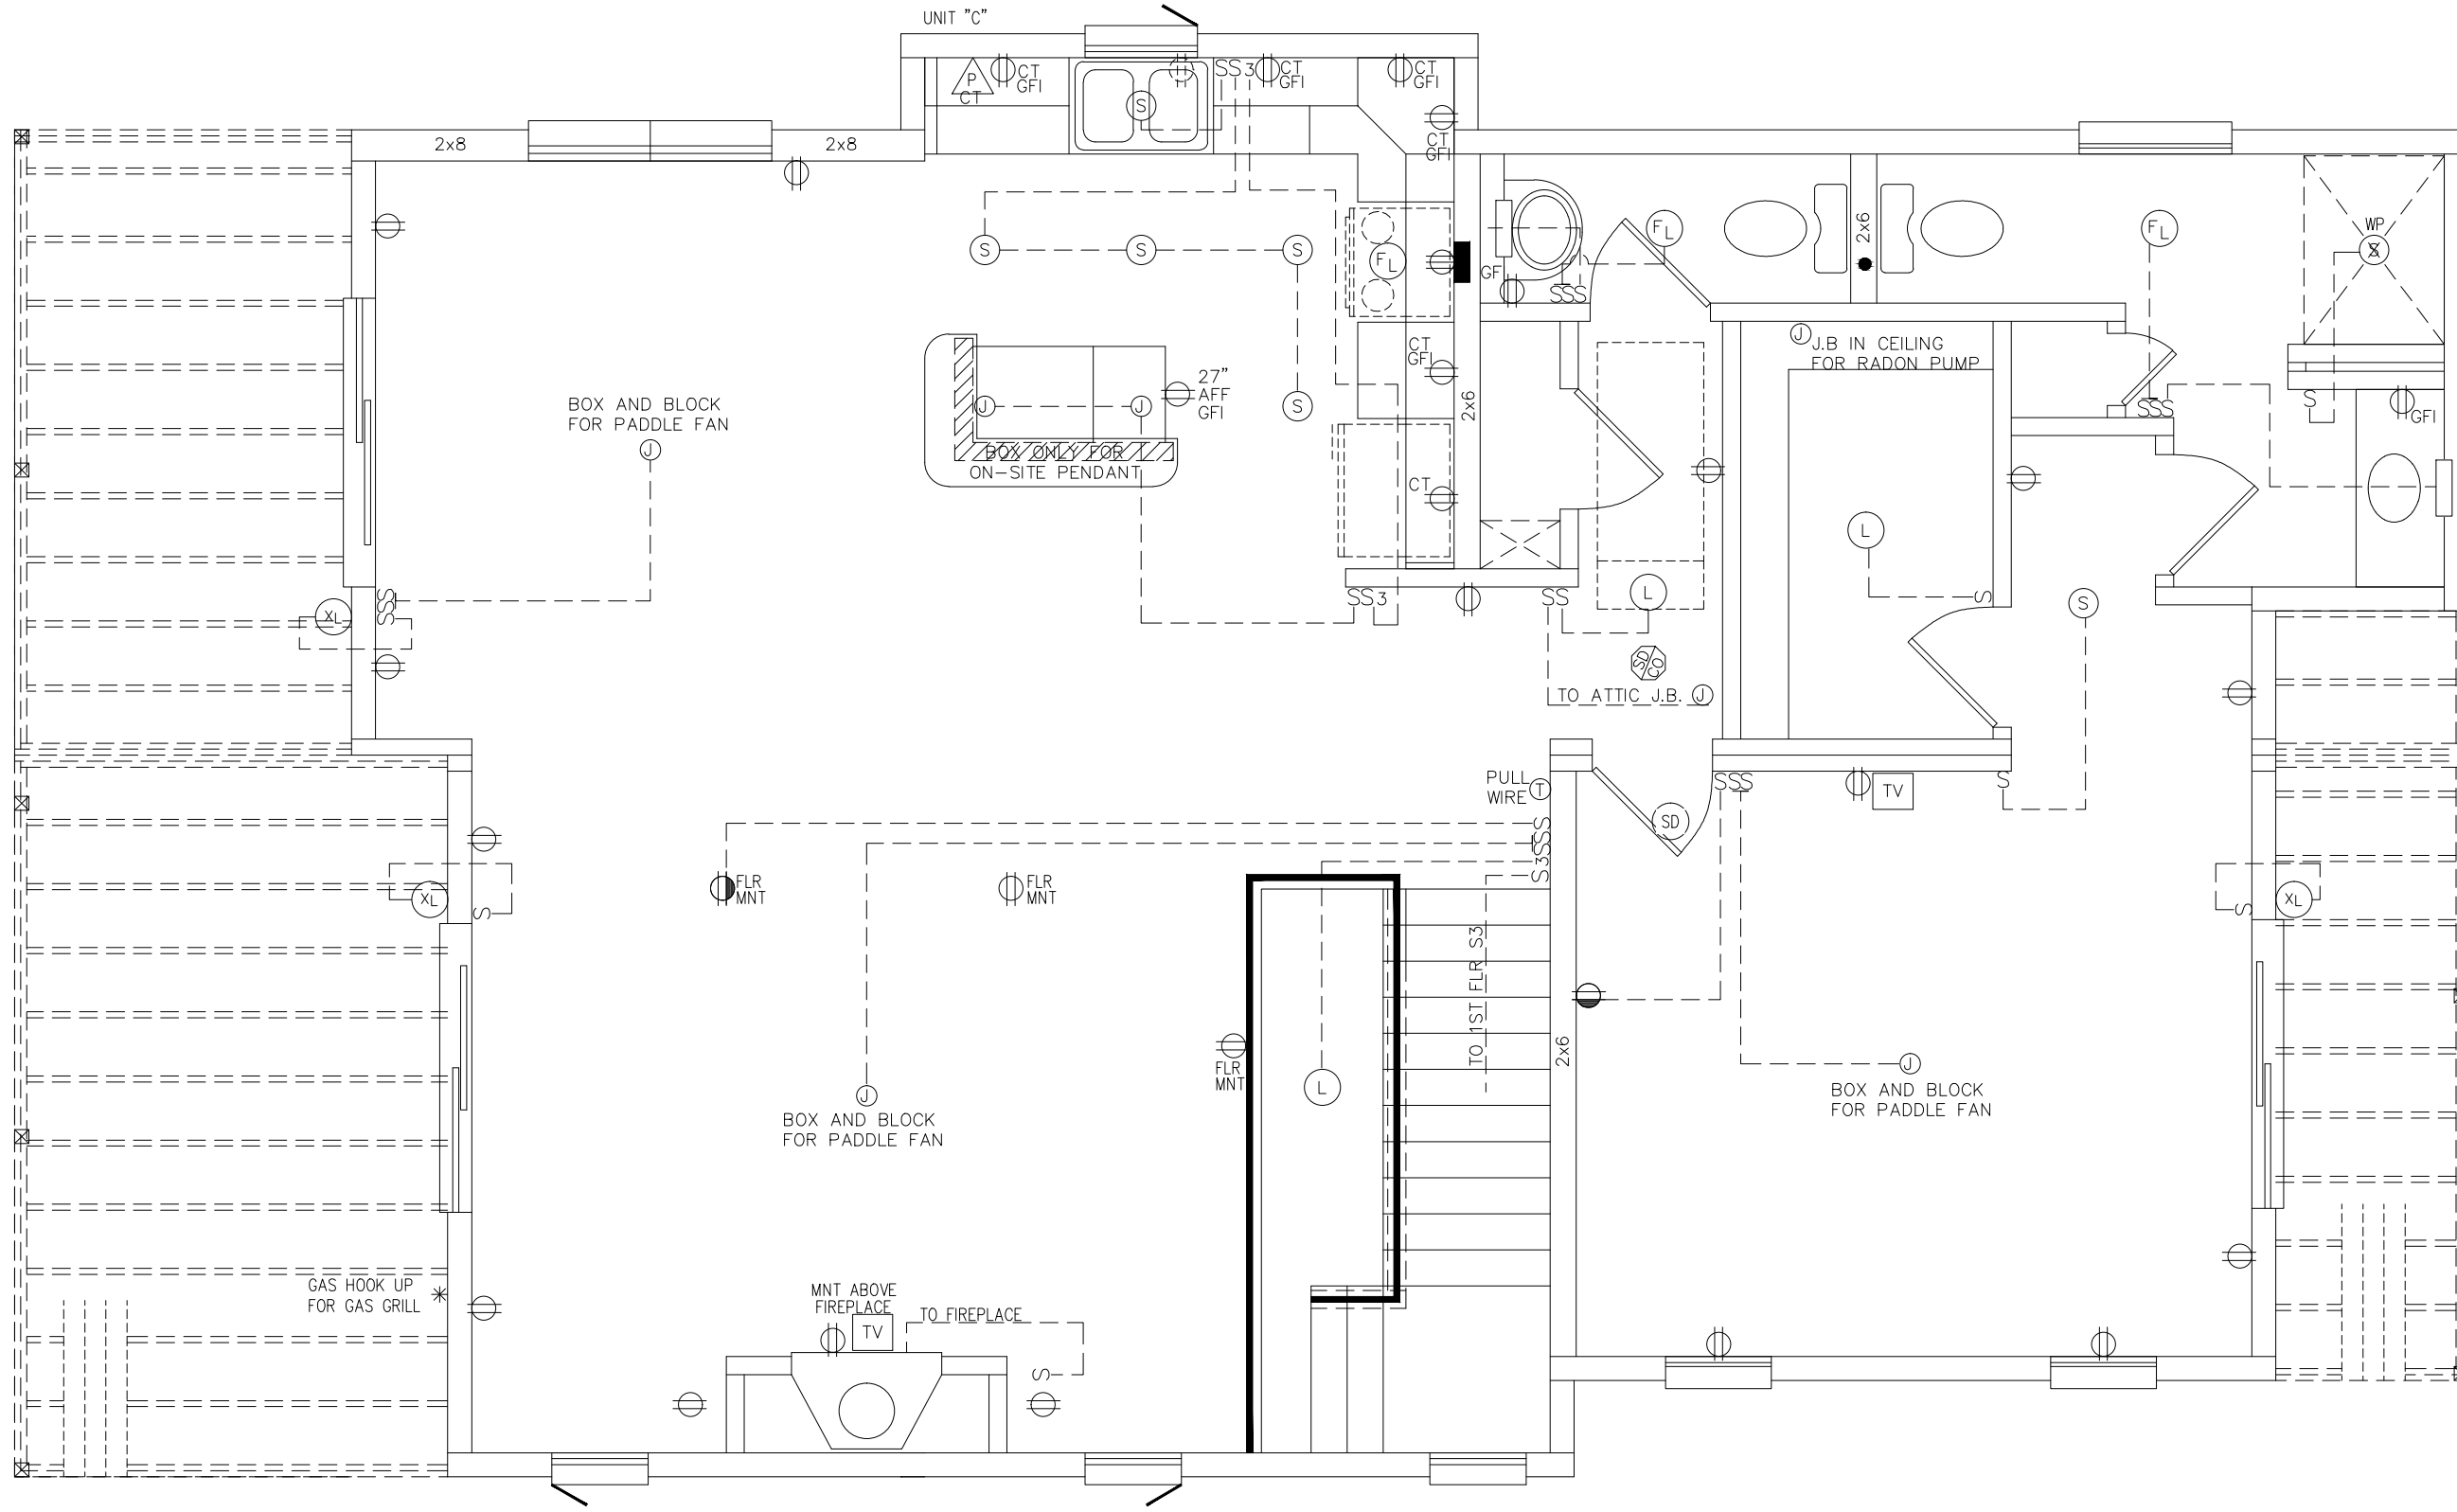 UNIT "C"
P
CT
CT
GFI
SS3
CT
GFI
CT
GFI
S
CT
GFI
2x8
2x8
S
S
S
FL
GFI
SSS
FL
2x6
FL
WP
S
J
J.B IN CEILING
FOR RADON PUMP
CT
GFI
27"
AFF
GFI
S
J
J
BOX AND BLOCK
FOR PADDLE FAN
J
BOX ONLY FOR
ON-SITE PENDANT
2x6
CT
SSS
S
GFI
L
SSS
XL
SS3
SS
L
S
S
SD
CO
TO ATTIC J.B. J
PULL
WIRE
T
SSS
TV
S
SD
SSS
S3
S
FLR
MNT
FLR
MNT
XL
S
S
XL
TO 1ST FLR S3
2x6
FLR
MNT
L
J
BOX AND BLOCK
FOR PADDLE FAN
J
BOX AND BLOCK
FOR PADDLE FAN
GAS HOOK UP
FOR GAS GRILL
MNT ABOVE
FIREPLACE
TV
TO FIREPLACE
S